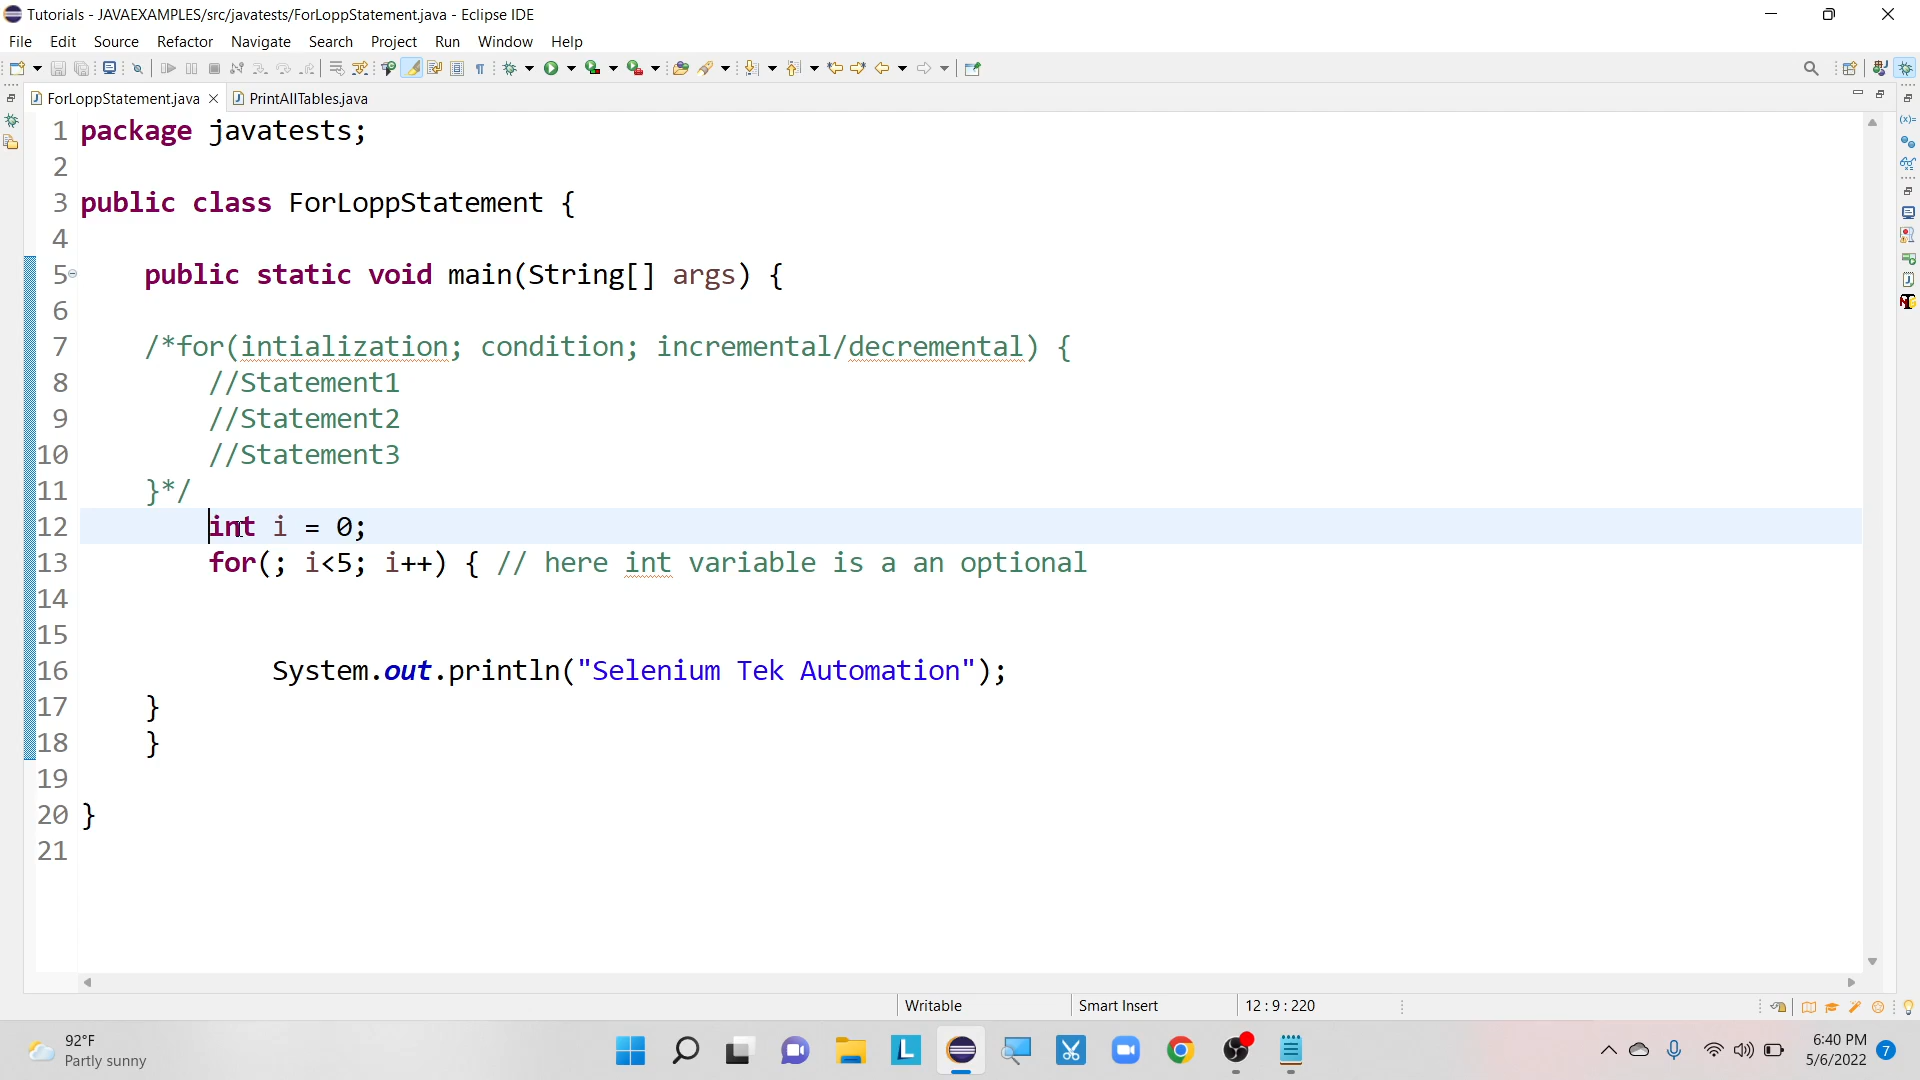 Tutorials - JAVAEXAMPLES/src/javatests/ForLoppStatement.java - Eclipse IDE
File Edit Source Refactor Navigate Search Project Run Window Help
ForLoppStatement.java PrintAllTables.java
1 package javatests;
2
3 public class ForLoppStatement {
4
5 public static void main(String[] args) {
6
7 /*for(intialization; condition; incremental/decremental) {
8 //Statement1
9 //Statement2
10 //Statement3
11 }*/
12 int i = 0;
13 for(; i<5; i++) { // here int variable is a an optional
14
15
16 System.out.println("Selenium Tek Automation");
17 }
18 }
19
20 }
21
Writable Smart Insert 12 : 9 : 220
92°F
Partly sunny
6:40 PM
5/6/2022 7